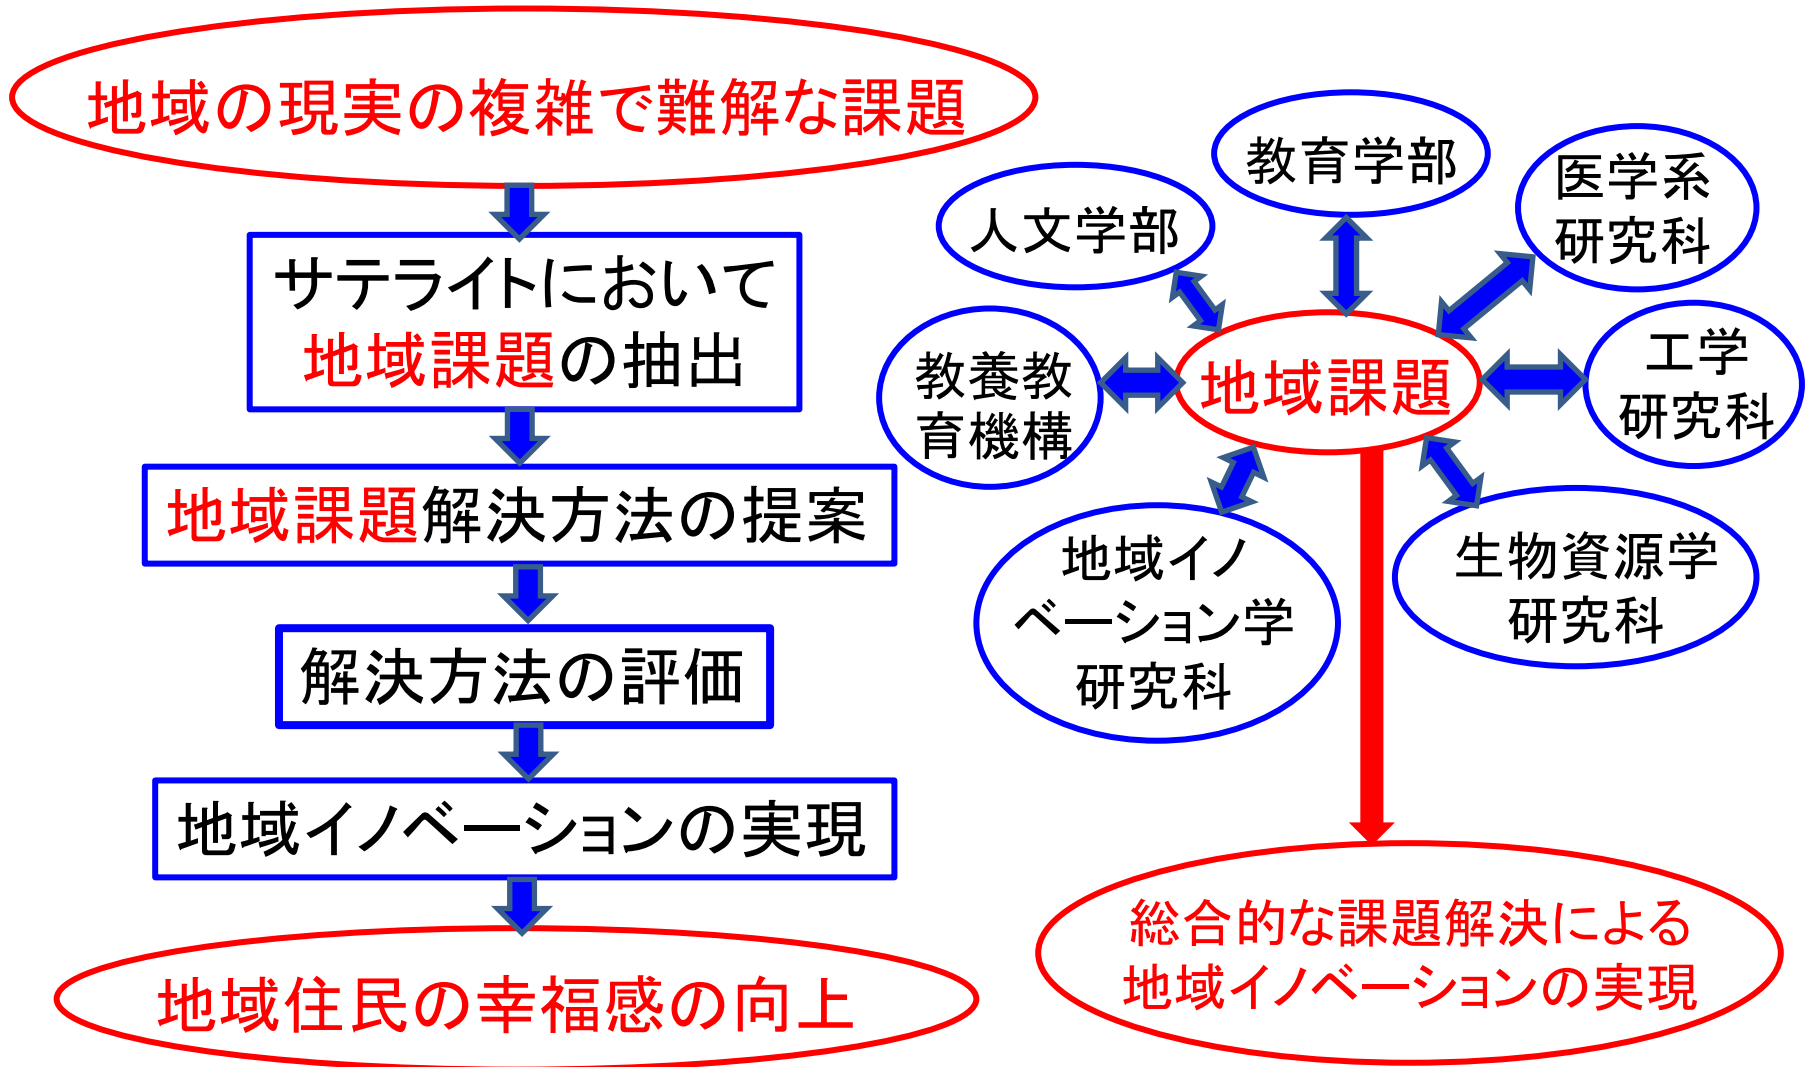 地域の現実の複雑で難解な課題
サテライトにおいて
地域課題の抽出
地域課題解決方法の提案
解決方法の評価
地域イノベーションの実現
地域住民の幸福感の向上
教育学部
人文学部
医学系
研究科
教養教
育機構
地域課題
工学
研究科
地域イノ
ベーション学
研究科
生物資源学
研究科
総合的な課題解決による
地域イノベーションの実現